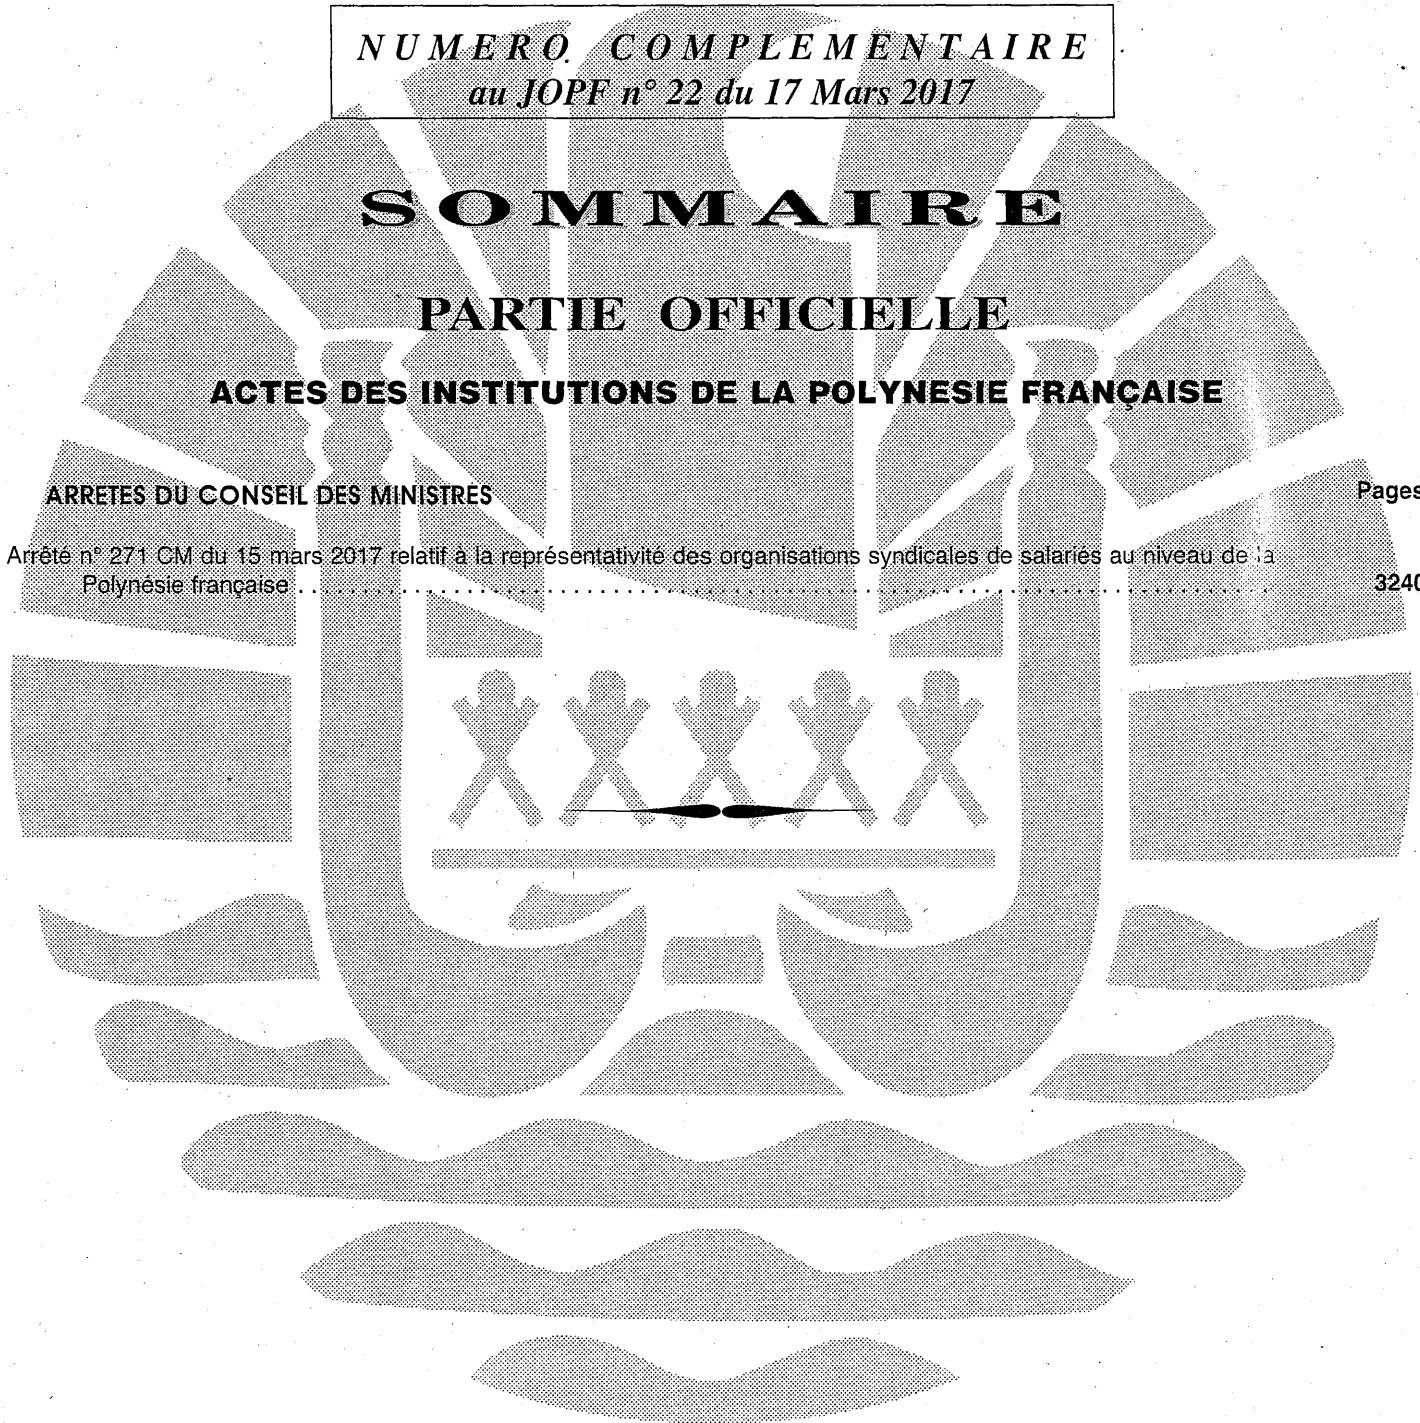 NUMERO COMPLEMENTAIRE
au JOPF n° 22 du 17 Mars 2017
SOMMAIRE
PARTIE OFFICIELLE
ACTES DES INSTITUTIONS DE LA POLYNESIE FRANÇAISE
ARRETES DU CONSEIL DES MINISTRES Pages
Arrêté n° 271 CM du 15 mars 2017 relatif à la représentativité des organisations syndicales de salariés au niveau de la
Polynésie française ........................................ 3240